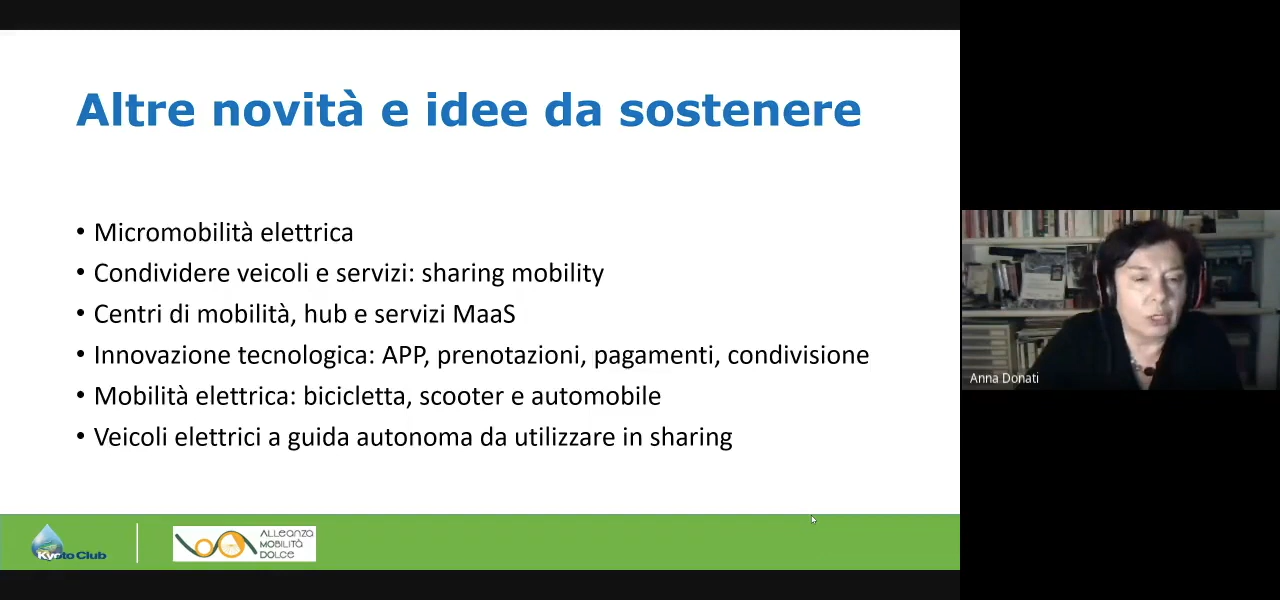 Altre novità e idee da sostenere
• Micromobilità elettrica
• Condividere veicoli e servizi: sharing mobility
• Centri di mobilità, hub e servizi MaaS
• Innovazione tecnologica: APP, prenotazioni, pagamenti, condivisione
• Mobilità elettrica: bicicletta, scooter e automobile
• Veicoli elettrici a guida autonoma da utilizzare in sharing
Kyoto Club
ALLEANZA
MOBILITÀ
DOLCE
Anna Donati